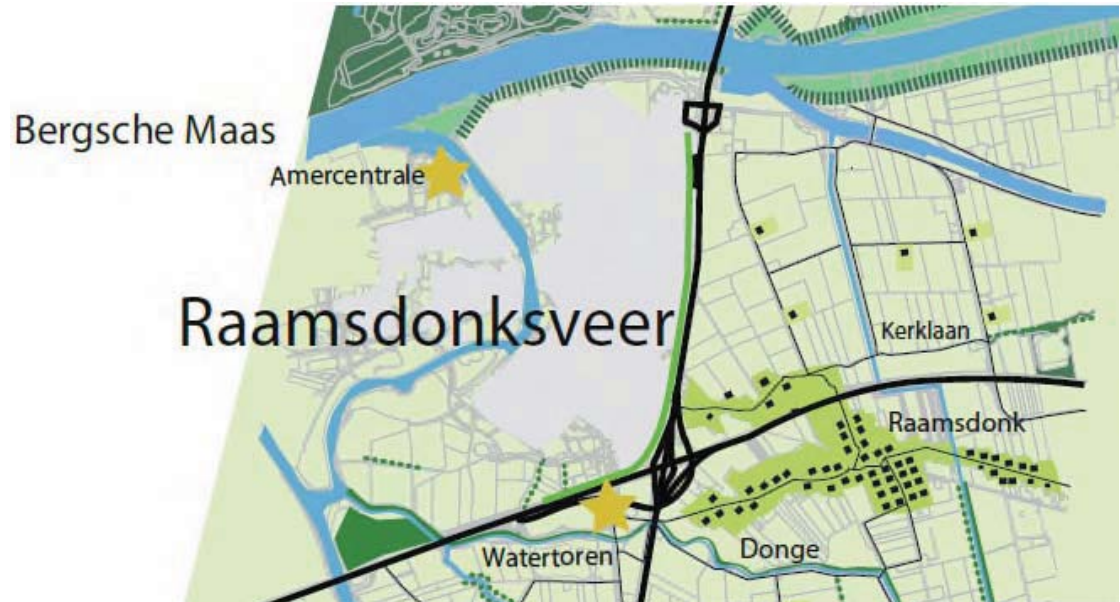 Bergsche Maas
Amercentrale
Raamsdonksveer
Kerklaan
Raamsdonk
Watertoren
Donge